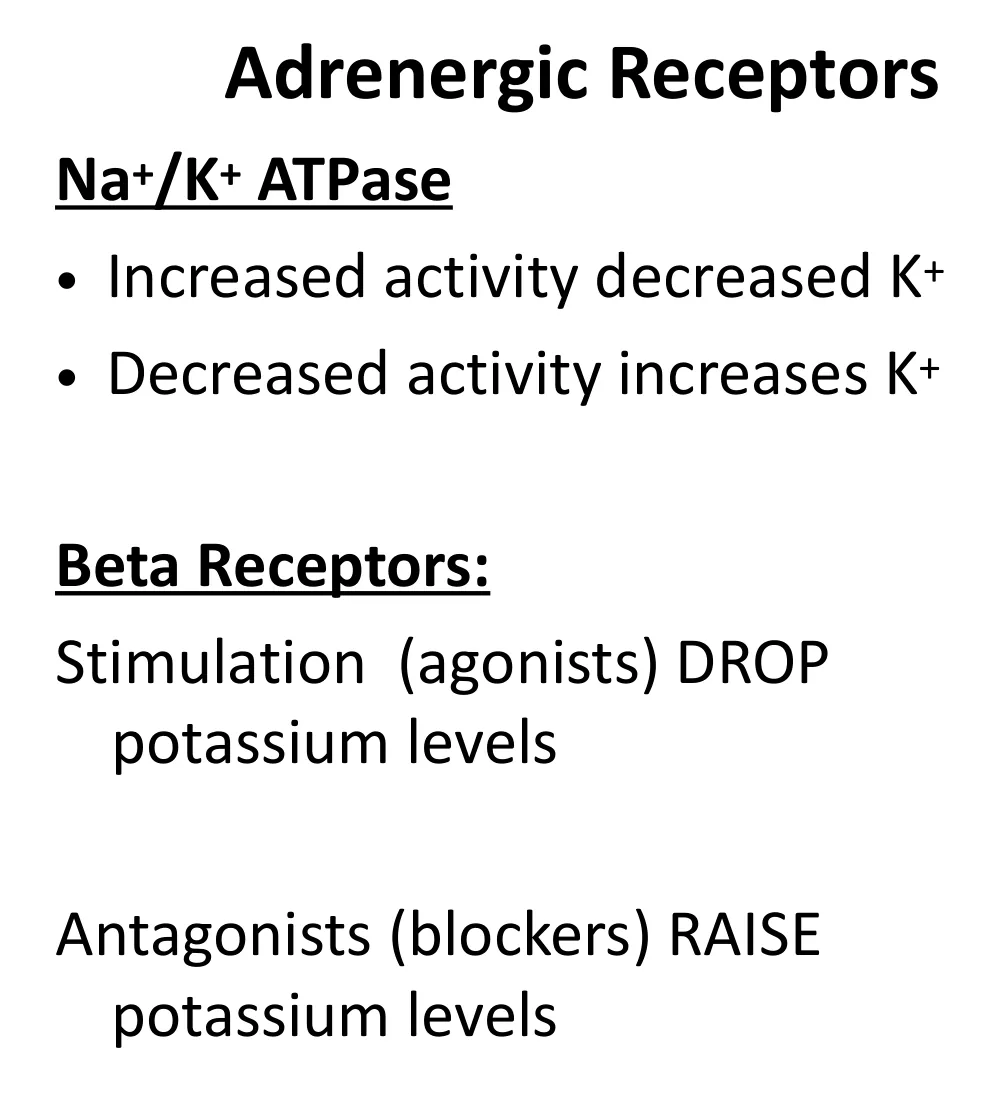 Adrenergic Receptors
Na⁺/K⁺ ATPase
• Increased activity decreased K⁺
• Decreased activity increases K⁺
Beta Receptors:
Stimulation (agonists) DROP
potassium levels
Antagonists (blockers) RAISE
potassium levels